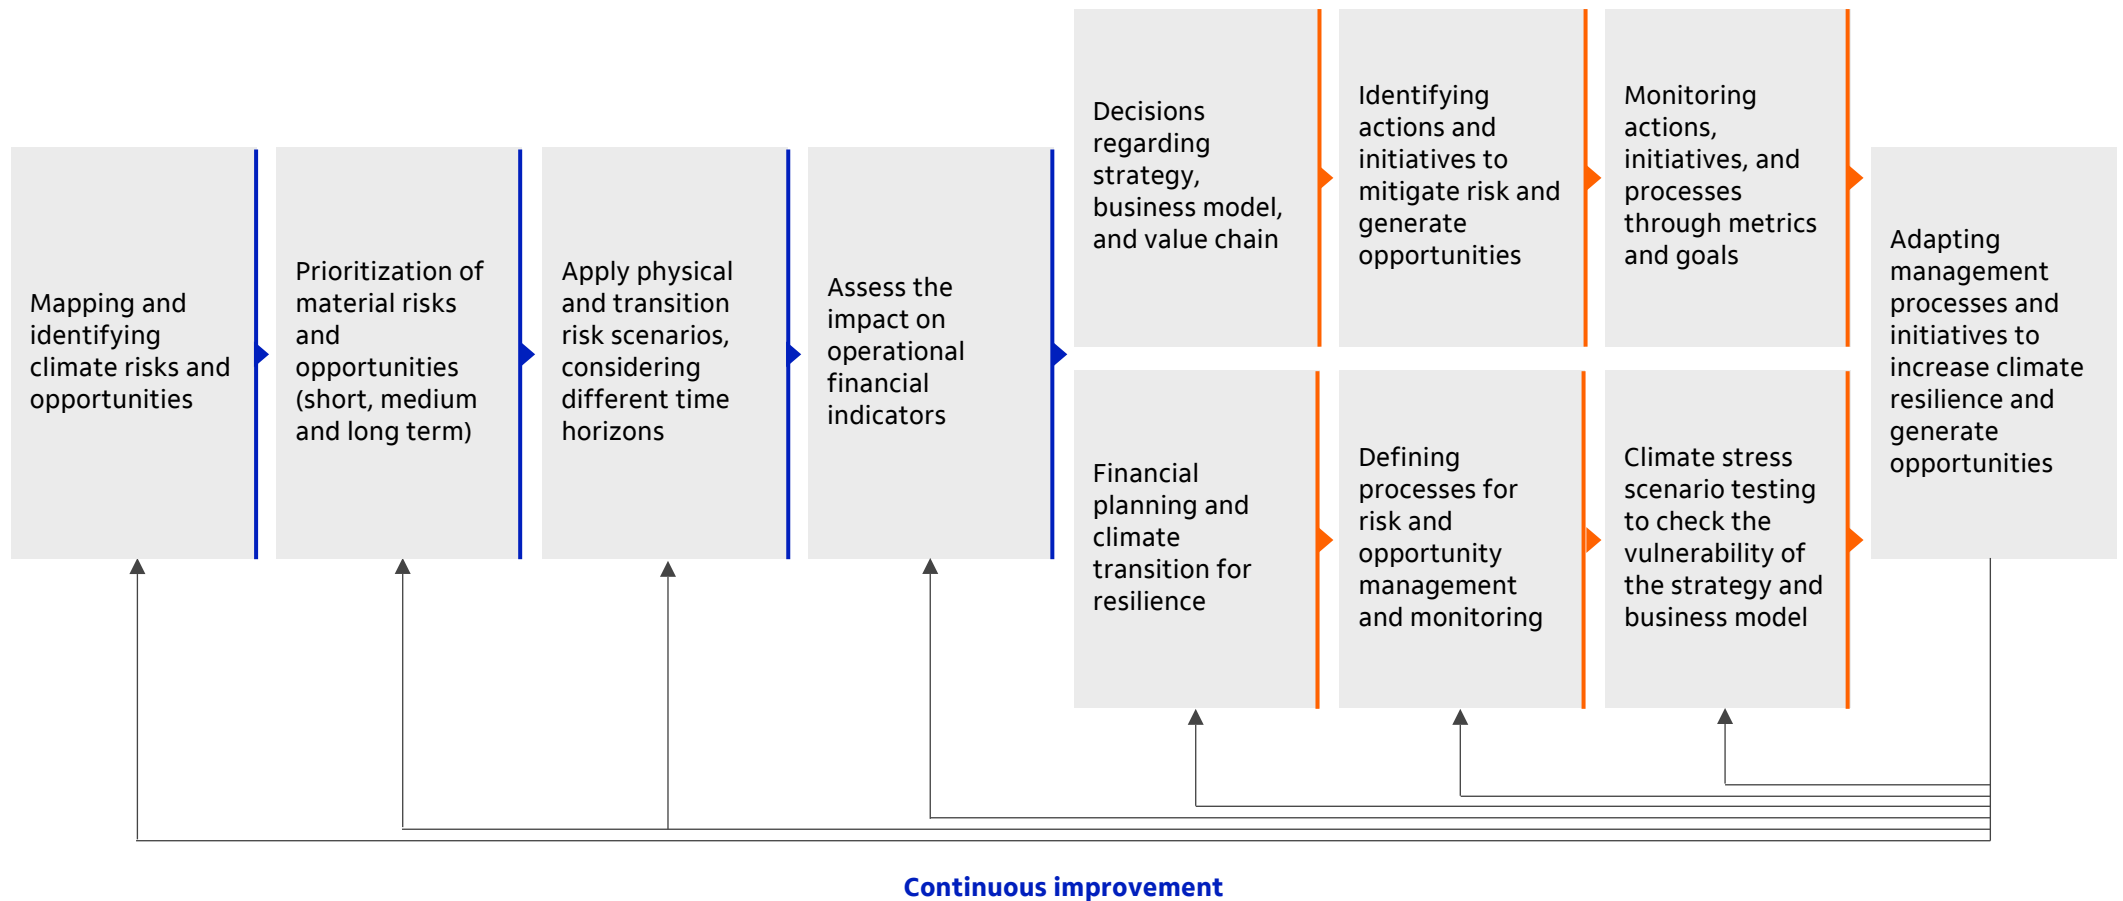 Mapping and
identifying
climate risks and
opportunities
Prioritization of
material risks
and
opportunities
(short, medium
and long term)
Apply physical
and transition
risk scenarios,
considering
different time
horizons
Assess the
impact on
operational
financial
indicators
Decisions
regarding
strategy,
business model,
and value chain
Identifying
actions and
initiatives to
mitigate risk and
generate
opportunities
Monitoring
actions,
initiatives, and
processes
through metrics
and goals
Financial
planning and
climate
transition for
resilience
Defining
processes for
risk and
opportunity
management
and monitoring
Climate stress
scenario testing
to check the
vulnerability of
the strategy and
business model
Adapting
management
processes and
initiatives to
increase climate
resilience and
generate
opportunities
Continuous improvement